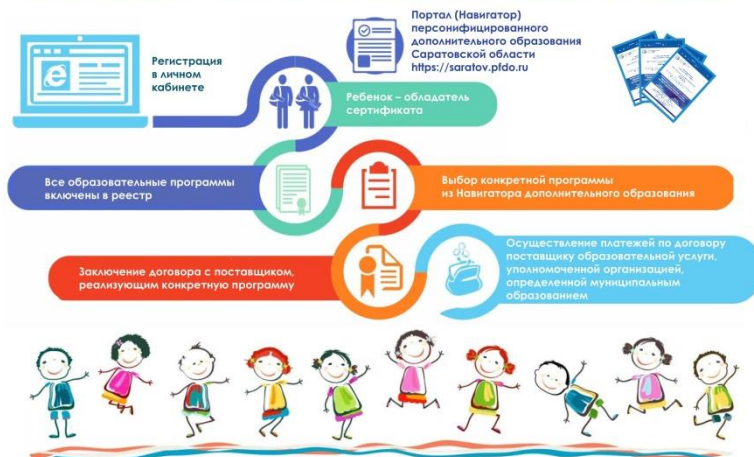 Регистрация
в личном
кабинете
Портал (Навигатор)
персонифицированного
дополнительного образования
Саратовской области
https://saratov.pfdo.ru
Ребенок – обладатель
сертификата
Все образовательные программы
включены в реестр
Выбор конкретной программы
из Навигатора дополнительного образования
Заключение договора с поставщиком,
реализующим конкретную программу
Осуществление платежей по договору
поставщику образовательной услуги,
уполномоченной организацией,
определенной муниципальным
образованием